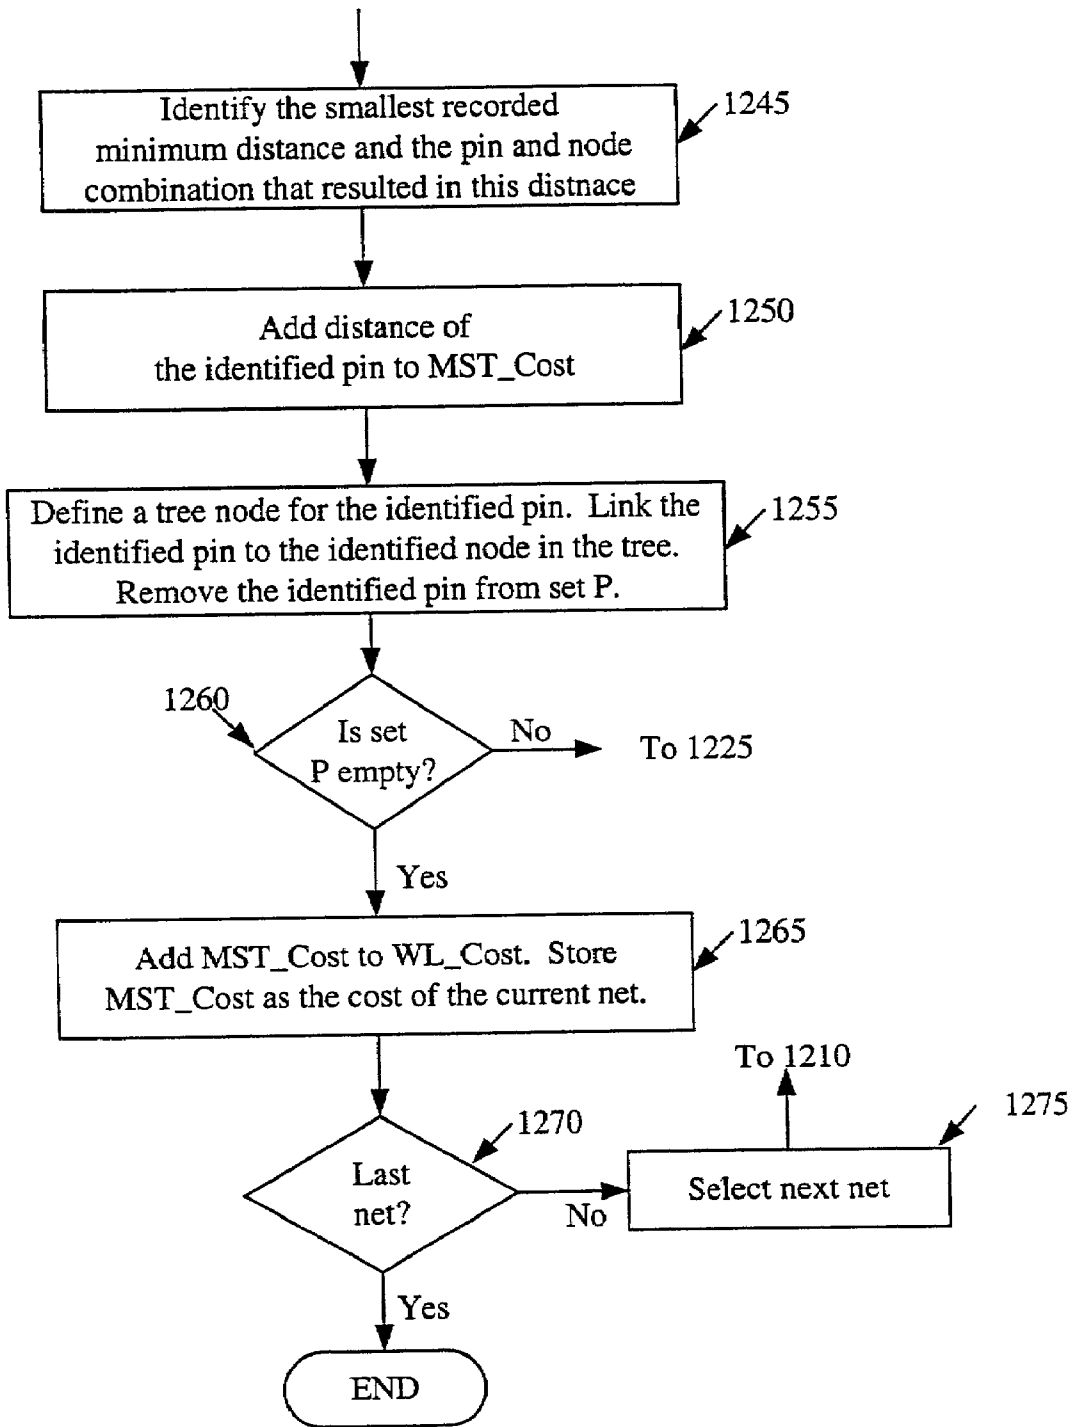 Identify the smallest recorded
minimum distance and the pin and node
combination that resulted in this distnace
1245
Add distance of
the identified pin to MST_Cost
1250
Define a tree node for the identified pin. Link the
identified pin to the identified node in the tree.
Remove the identified pin from set P.
1255
1260
Is set
P empty?
No
To 1225
Yes
Add MST_Cost to WL_Cost. Store
MST_Cost as the cost of the current net.
1265
To 1210
1275
1270
Last
net?
No
Select next net
Yes
END